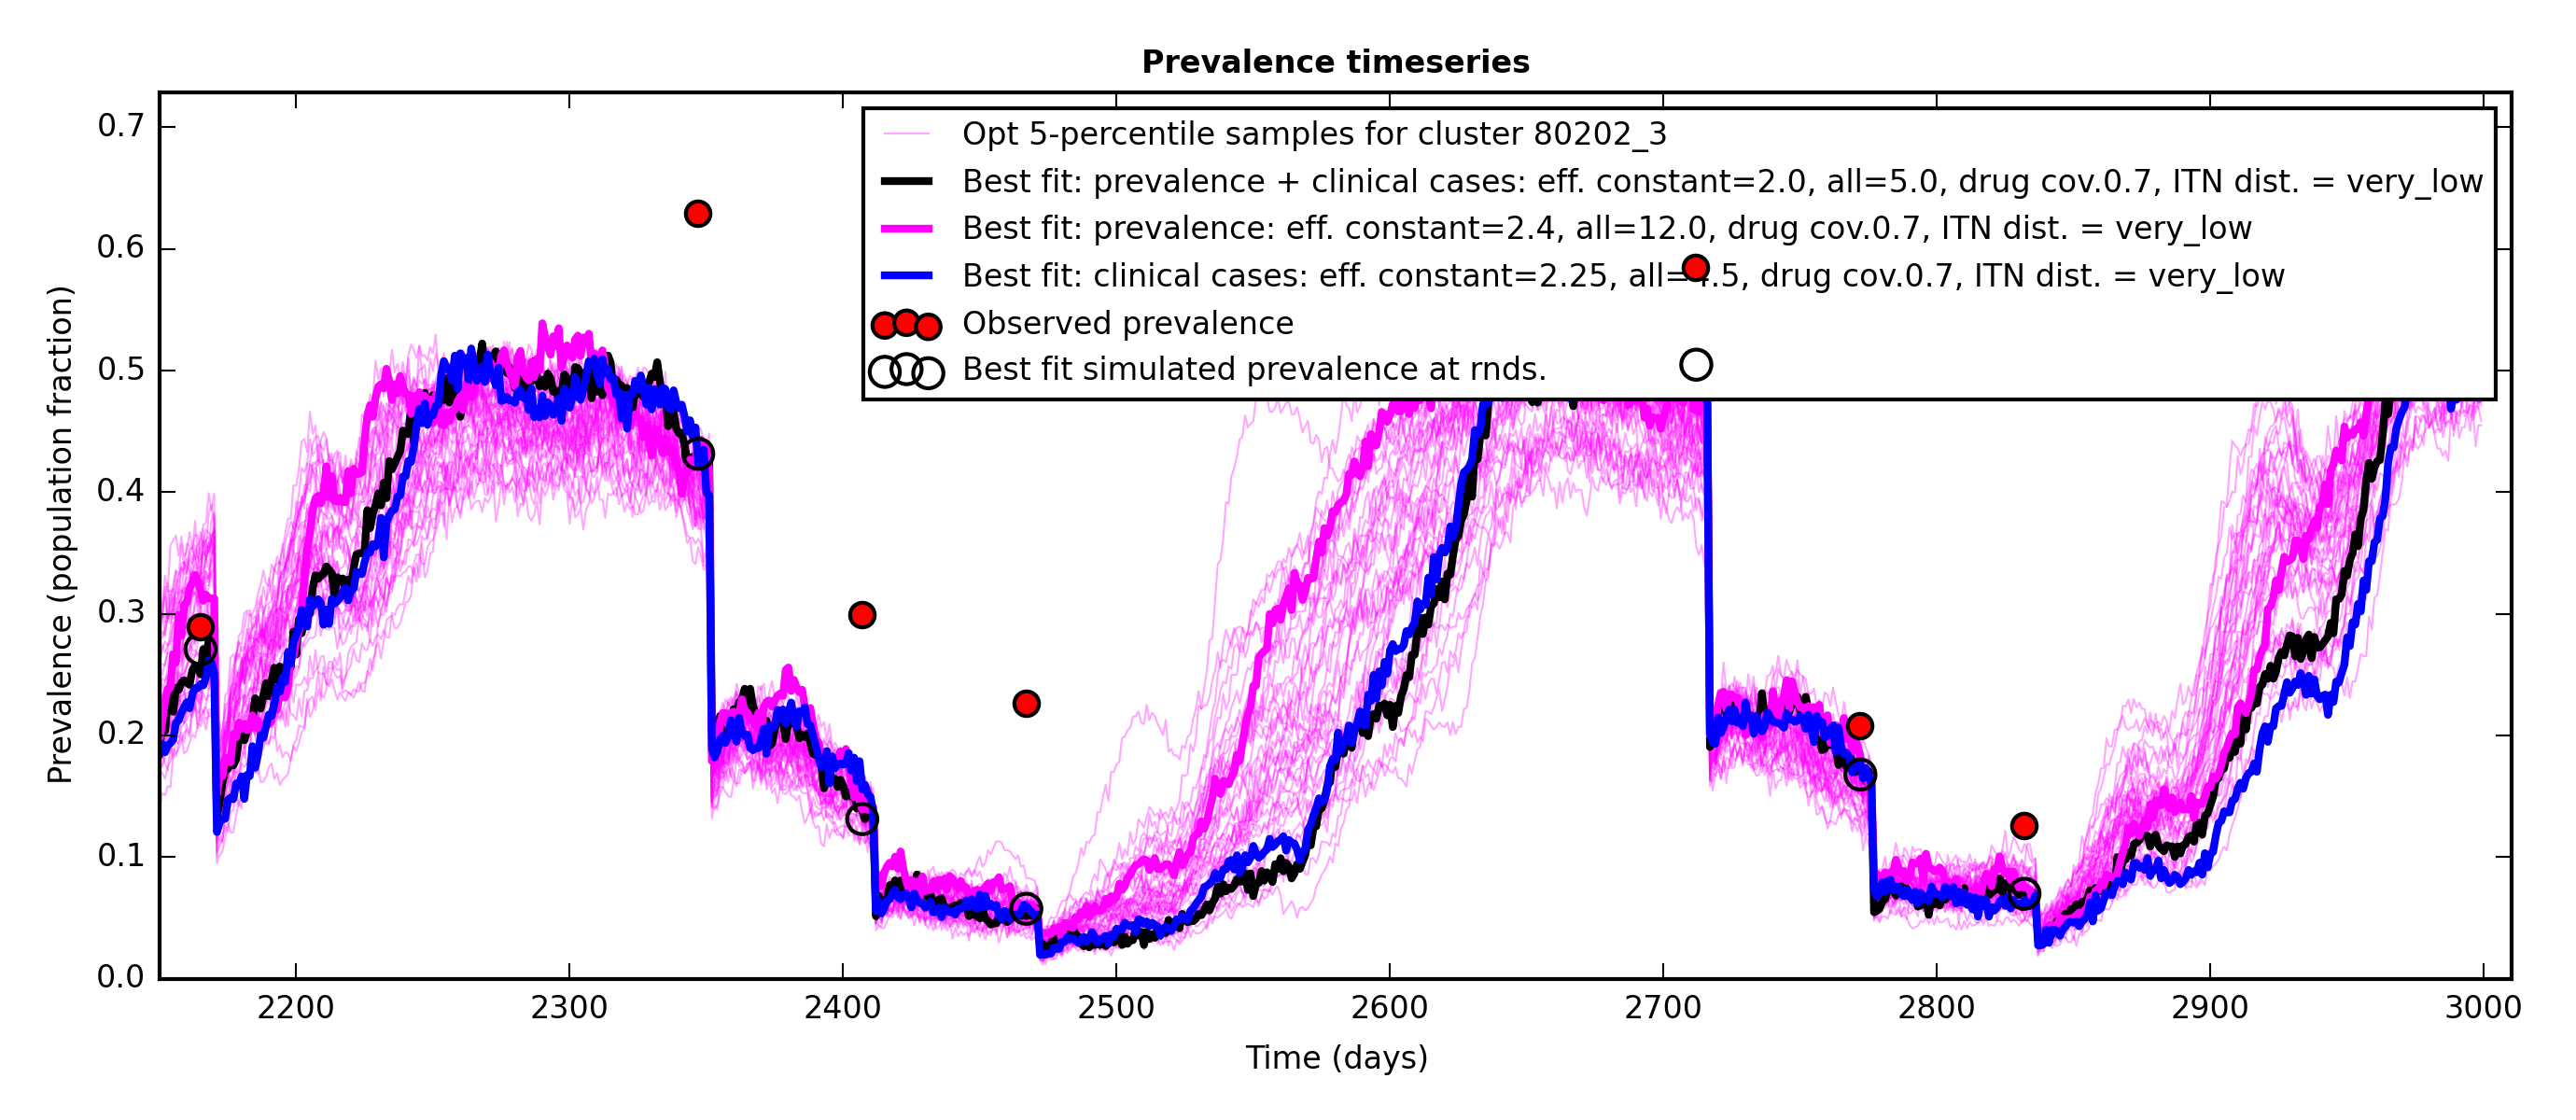 Prevalence timeseries
Opt 5-percentile samples for cluster 80202_3
Best fit: prevalence + clinical cases: eff. constant=2.0, all=5.0, drug cov.0.7, ITN dist. = very_low
Best fit: prevalence: eff. constant=2.4, all=12.0, drug cov.0.7, ITN dist. = very_low
Best fit: clinical cases: eff. constant=2.25, .5, drug cov.0.7, ITN dist. = very_low
Observed prevalence
Best fit simulated prevalence at rnds.
Prevalence (population fraction)
0.7
0.6
0.5
0.4
0.3
0.2
0.1
0.0
2200 2300 2400 2500 2600 2700 2800 2900 3000
Time (days)